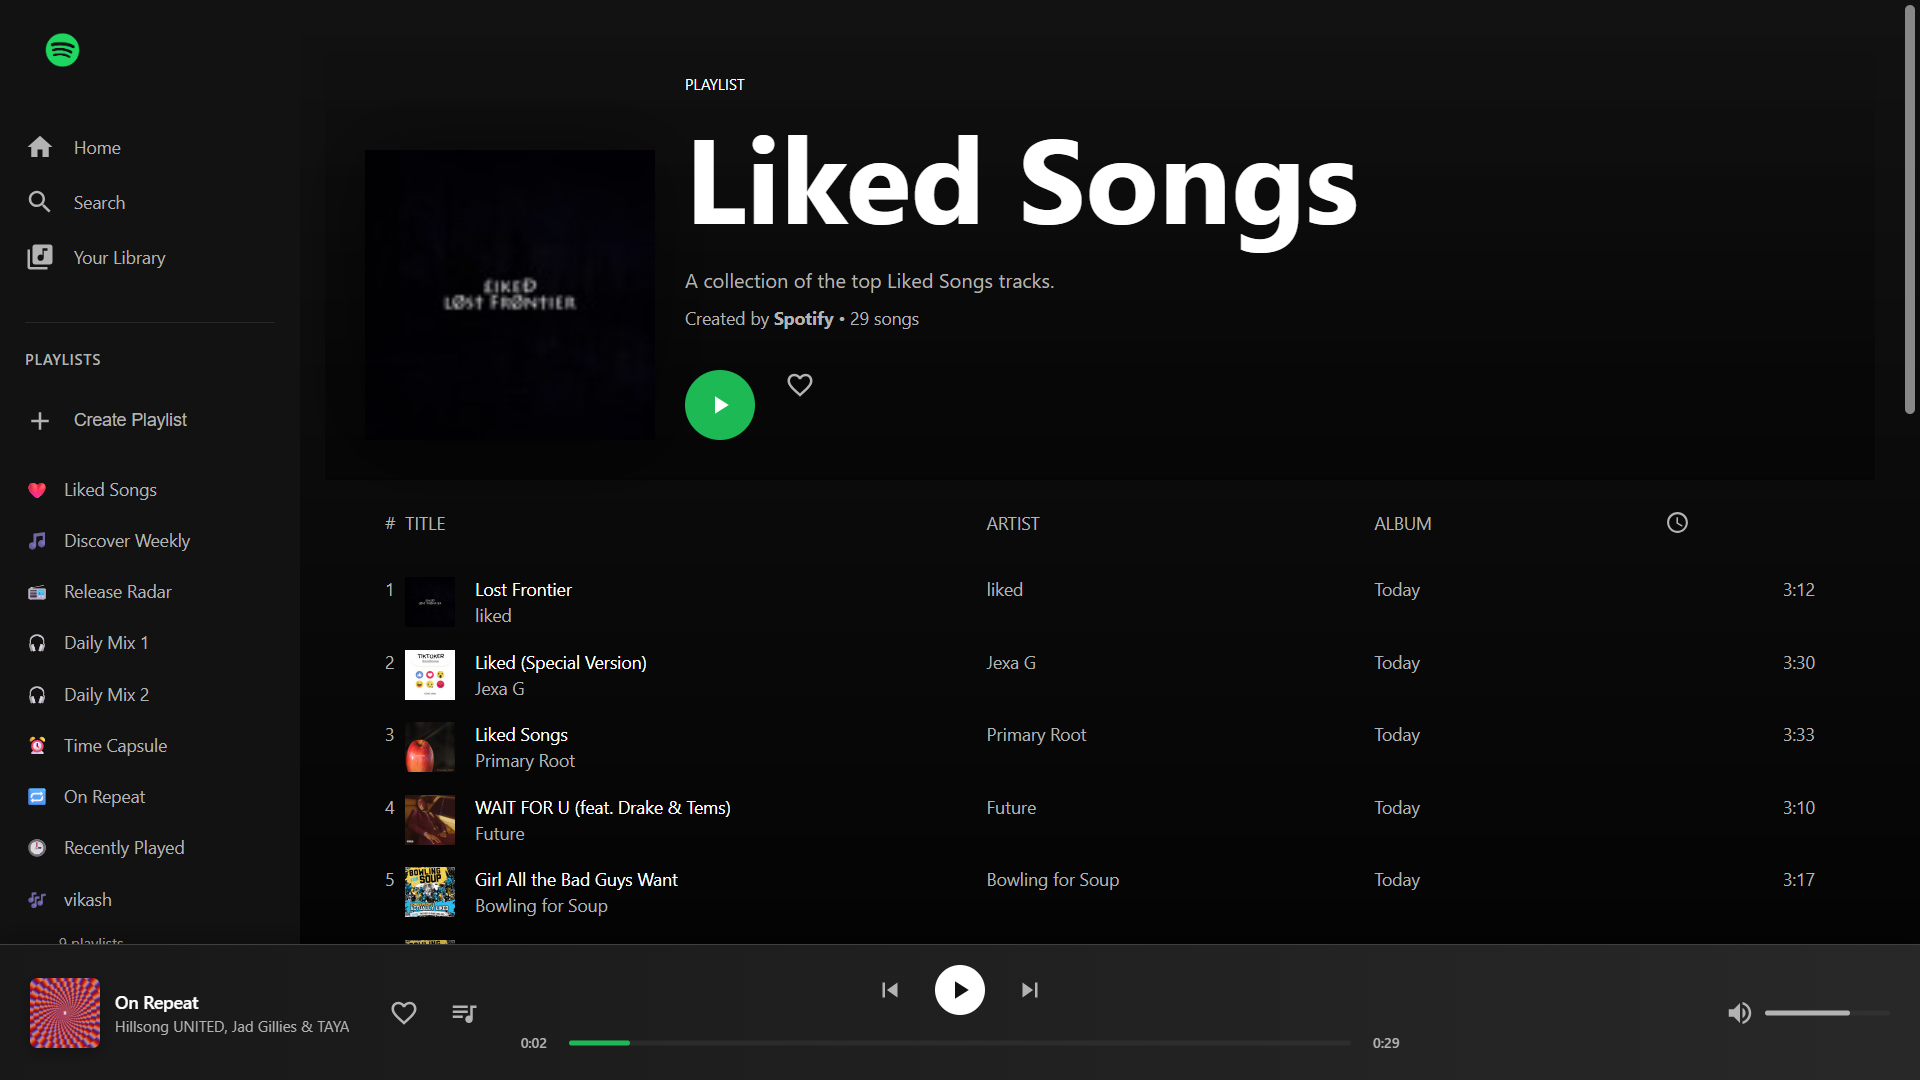 Home
Search
Your Library
PLAYLISTS
Create Playlist
Liked Songs
Discover Weekly
Release Radar
Daily Mix 1
Daily Mix 2
Time Capsule
On Repeat
Recently Played
vikash
9 playlists
PLAYLIST
Liked Songs
A collection of the top Liked Songs tracks.
Created by Spotify • 29 songs
LIKED
LØST FRØNTIER
# TITLE ARTIST ALBUM
1 Lost Frontier liked Today 3:12
liked
2 Liked (Special Version) Jexa G Today 3:30
Jexa G
TIKTOKER
3 Liked Songs Primary Root Today 3:33
Primary Root
4 WAIT FOR U (feat. Drake & Tems) Future Today 3:10
Future
5 Girl All the Bad Guys Want Bowling for Soup Today 3:17
Bowling for Soup
BOWLING
SOUP
On Repeat
Hillsong UNITED, Jad Gillies & TAYA
0:02 0:29